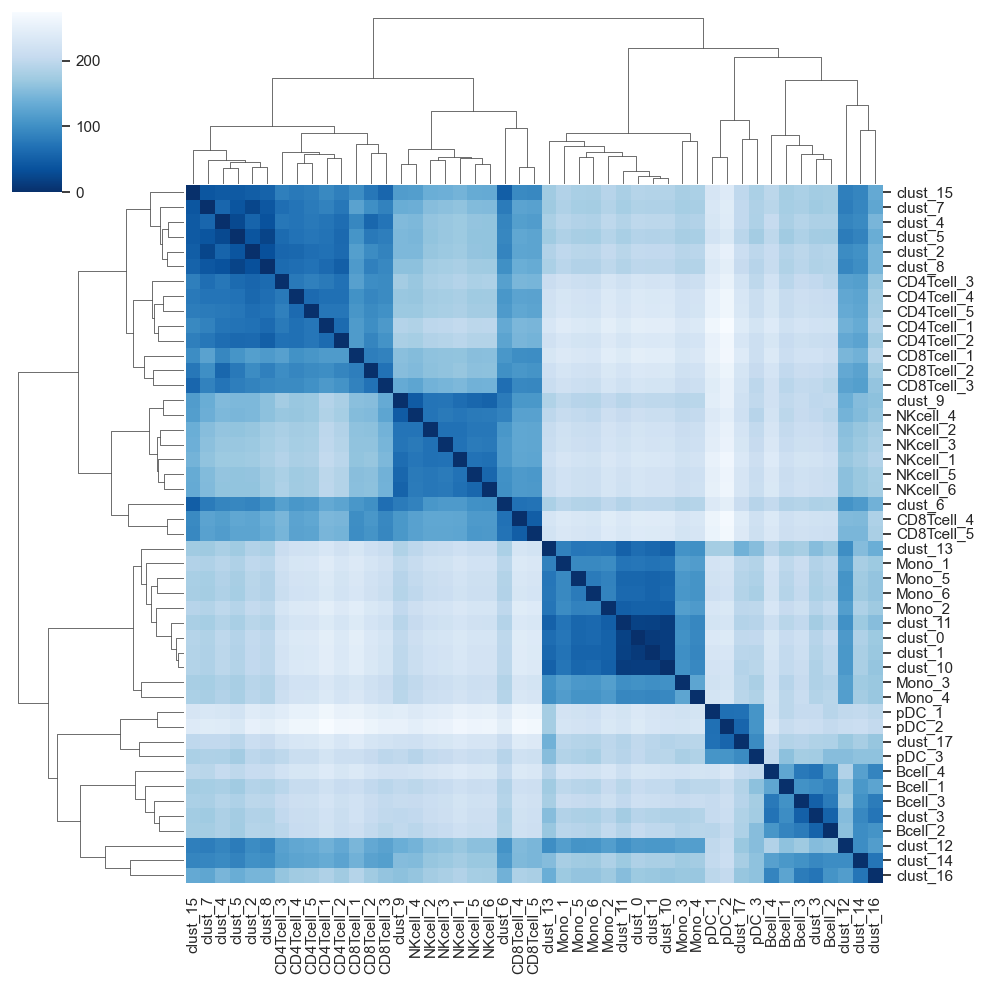 200
100
0
clust_15
clust_7
clust_4
clust_5
clust_2
clust_8
CD4Tcell_3
CD4Tcell_4
CD4Tcell_5
CD4Tcell_1
CD4Tcell_2
CD8Tcell_1
CD8Tcell_2
CD8Tcell_3
clust_9
NKcell_4
NKcell_2
NKcell_3
NKcell_1
NKcell_5
NKcell_6
clust_6
CD8Tcell_4
CD8Tcell_5
clust_13
Mono_1
Mono_5
Mono_6
Mono_2
clust_11
clust_0
clust_1
clust_10
Mono_3
Mono_4
pDC_1
pDC_2
clust_17
pDC_3
Bcell_4
Bcell_1
Bcell_3
clust_3
Bcell_2
clust_12
clust_14
clust_16
clust_15
clust_7
clust_4
clust_5
clust_2
clust_8
CD4Tcell_3
CD4Tcell_4
CD4Tcell_5
CD4Tcell_1
CD4Tcell_2
CD8Tcell_1
CD8Tcell_2
CD8Tcell_3
clust_9
NKcell_4
NKcell_2
NKcell_3
NKcell_1
NKcell_5
NKcell_6
clust_6
CD8Tcell_4
CD8Tcell_5
clust_13
Mono_1
Mono_5
Mono_6
Mono_2
clust_11
clust_0
clust_1
clust_10
Mono_3
Mono_4
pDC_1
pDC_2
clust_17
pDC_3
Bcell_4
Bcell_1
Bcell_3
clust_3
Bcell_2
clust_12
clust_14
clust_16